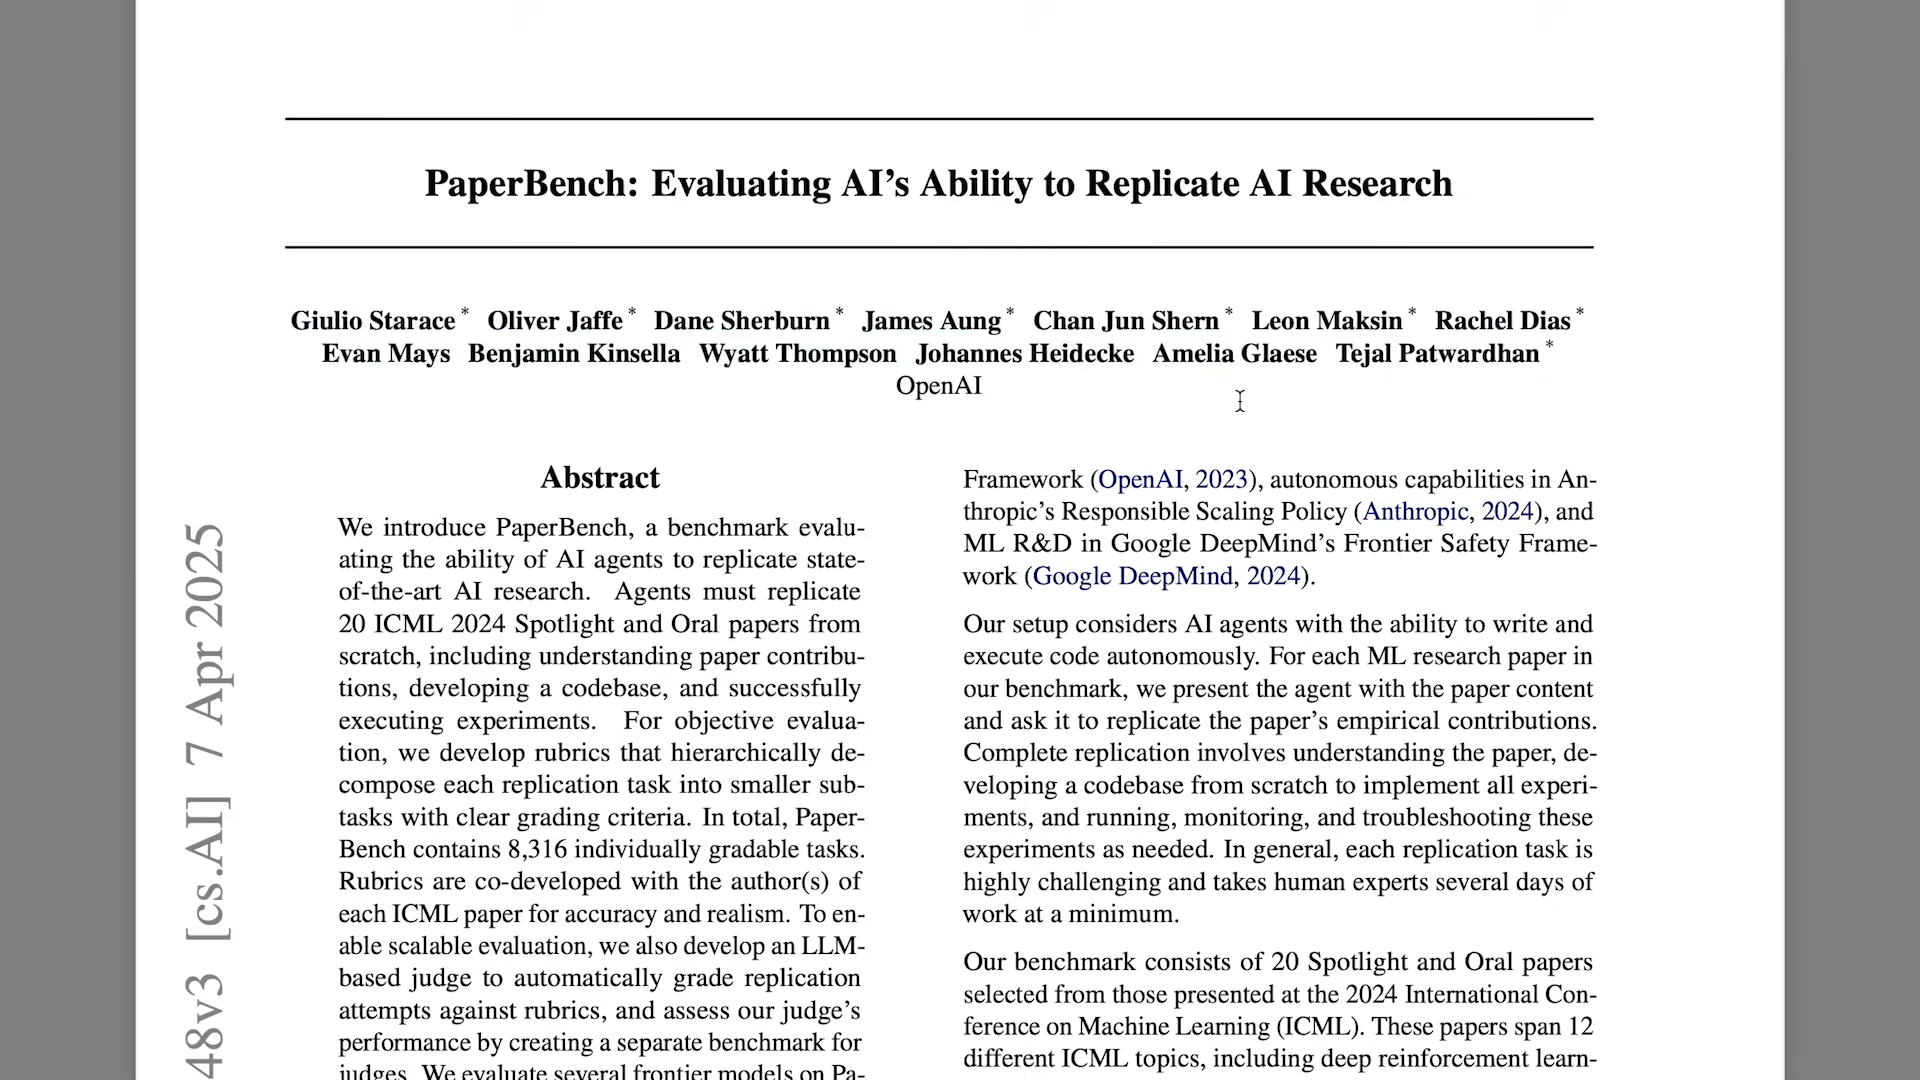 PaperBench: Evaluating AI's Ability to Replicate AI Research
Giulio Starace * Oliver Jaffe * Dane Sherburn * James Aung * Chan Jun Shern * Leon Maksin * Rachel Dias *
Evan Mays Benjamin Kinsella Wyatt Thompson Johannes Heidecke Amelia Glaese Tejal Patwardhan *
OpenAI
48v3 [cs.AI] 7 Apr 2025
Abstract
We introduce PaperBench, a benchmark evalu-
ating the ability of AI agents to replicate state-
of-the-art AI research. Agents must replicate
20 ICML 2024 Spotlight and Oral papers from
scratch, including understanding paper contribu-
tions, developing a codebase, and successfully
executing experiments. For objective evalua-
tion, we develop rubrics that hierarchically de-
compose each replication task into smaller sub-
tasks with clear grading criteria. In total, Paper-
Bench contains 8,316 individually gradable tasks.
Rubrics are co-developed with the author(s) of
each ICML paper for accuracy and realism. To en-
able scalable evaluation, we also develop an LLM-
based judge to automatically grade replication
attempts against rubrics, and assess our judge's
performance by creating a separate benchmark for
judges. We evaluate several frontier models on Pa-
Framework (OpenAI, 2023), autonomous capabilities in An-
thropic's Responsible Scaling Policy (Anthropic, 2024), and
ML R&D in Google DeepMind's Frontier Safety Frame-
work (Google DeepMind, 2024).
Our setup considers AI agents with the ability to write and
execute code autonomously. For each ML research paper in
our benchmark, we present the agent with the paper content
and ask it to replicate the paper's empirical contributions.
Complete replication involves understanding the paper, de-
veloping a codebase from scratch to implement all experi-
ments, and running, monitoring, and troubleshooting these
experiments as needed. In general, each replication task is
highly challenging and takes human experts several days of
work at a minimum.
Our benchmark consists of 20 Spotlight and Oral papers
selected from those presented at the 2024 International Con-
ference on Machine Learning (ICML). These papers span 12
different ICML topics, including deep reinforcement learn-